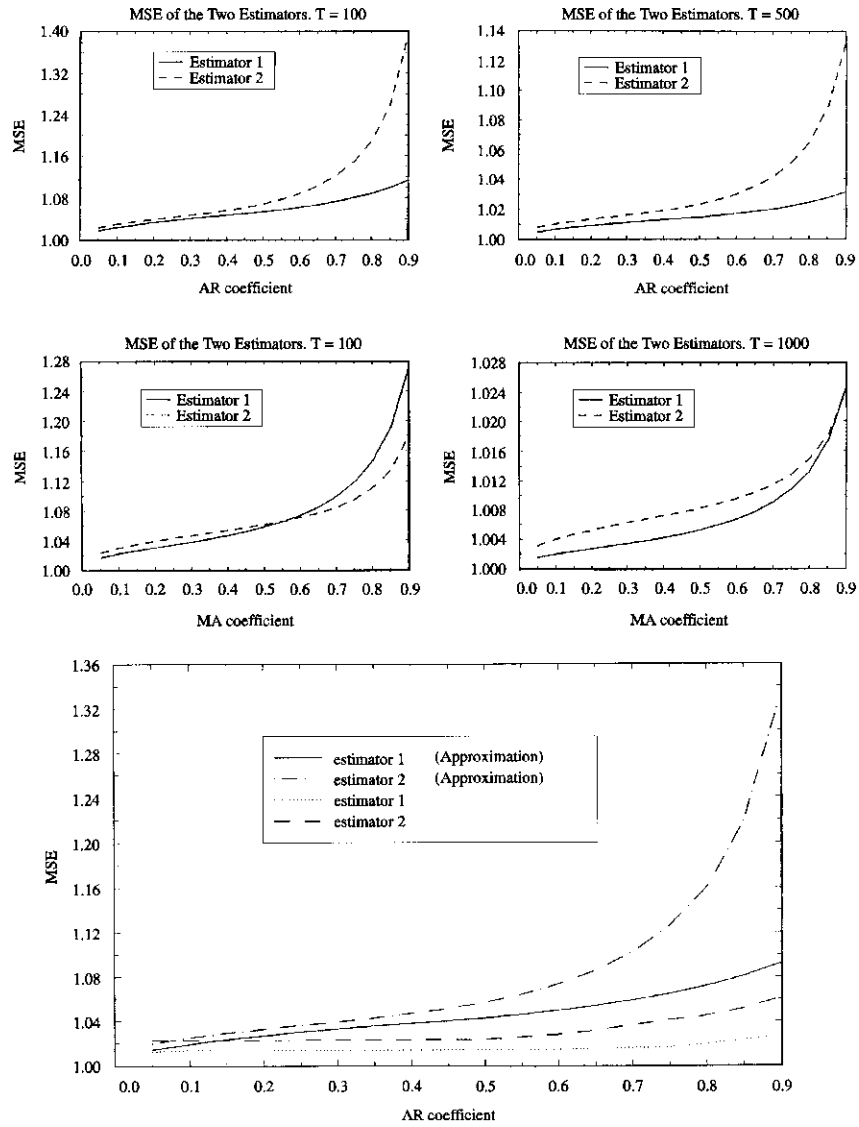 MSE of the Two Estimators. T = 100
1.40
1.32
1.24
1.16
1.08
1.00
MSE
Estimator 1
Estimator 2
0.0 0.1 0.2 0.3 0.4 0.5 0.6 0.7 0.8 0.9
AR coefficient
MSE of the Two Estimators. T = 500
1.14
1.12
1.10
1.08
1.06
1.04
1.02
1.00
MSE
Estimator 1
Estimator 2
0.0 0.1 0.2 0.3 0.4 0.5 0.6 0.7 0.8 0.9
AR coefficient
MSE of the Two Estimators. T = 100
1.28
1.24
1.20
1.16
1.12
1.08
1.04
1.00
MSE
Estimator 1
Estimator 2
0.0 0.1 0.2 0.3 0.4 0.5 0.6 0.7 0.8 0.9
MA coefficient
MSE of the Two Estimators. T = 1000
1.028
1.024
1.020
1.016
1.012
1.008
1.004
1.000
MSE
Estimator 1
Estimator 2
0.0 0.1 0.2 0.3 0.4 0.5 0.6 0.7 0.8 0.9
MA coefficient
1.36
1.32
1.28
1.24
1.20
1.16
1.12
1.08
1.04
1.00
MSE
estimator 1 (Approximation)
estimator 2 (Approximation)
estimator 1
estimator 2
0.0 0.1 0.2 0.3 0.4 0.5 0.6 0.7 0.8 0.9
AR coefficient